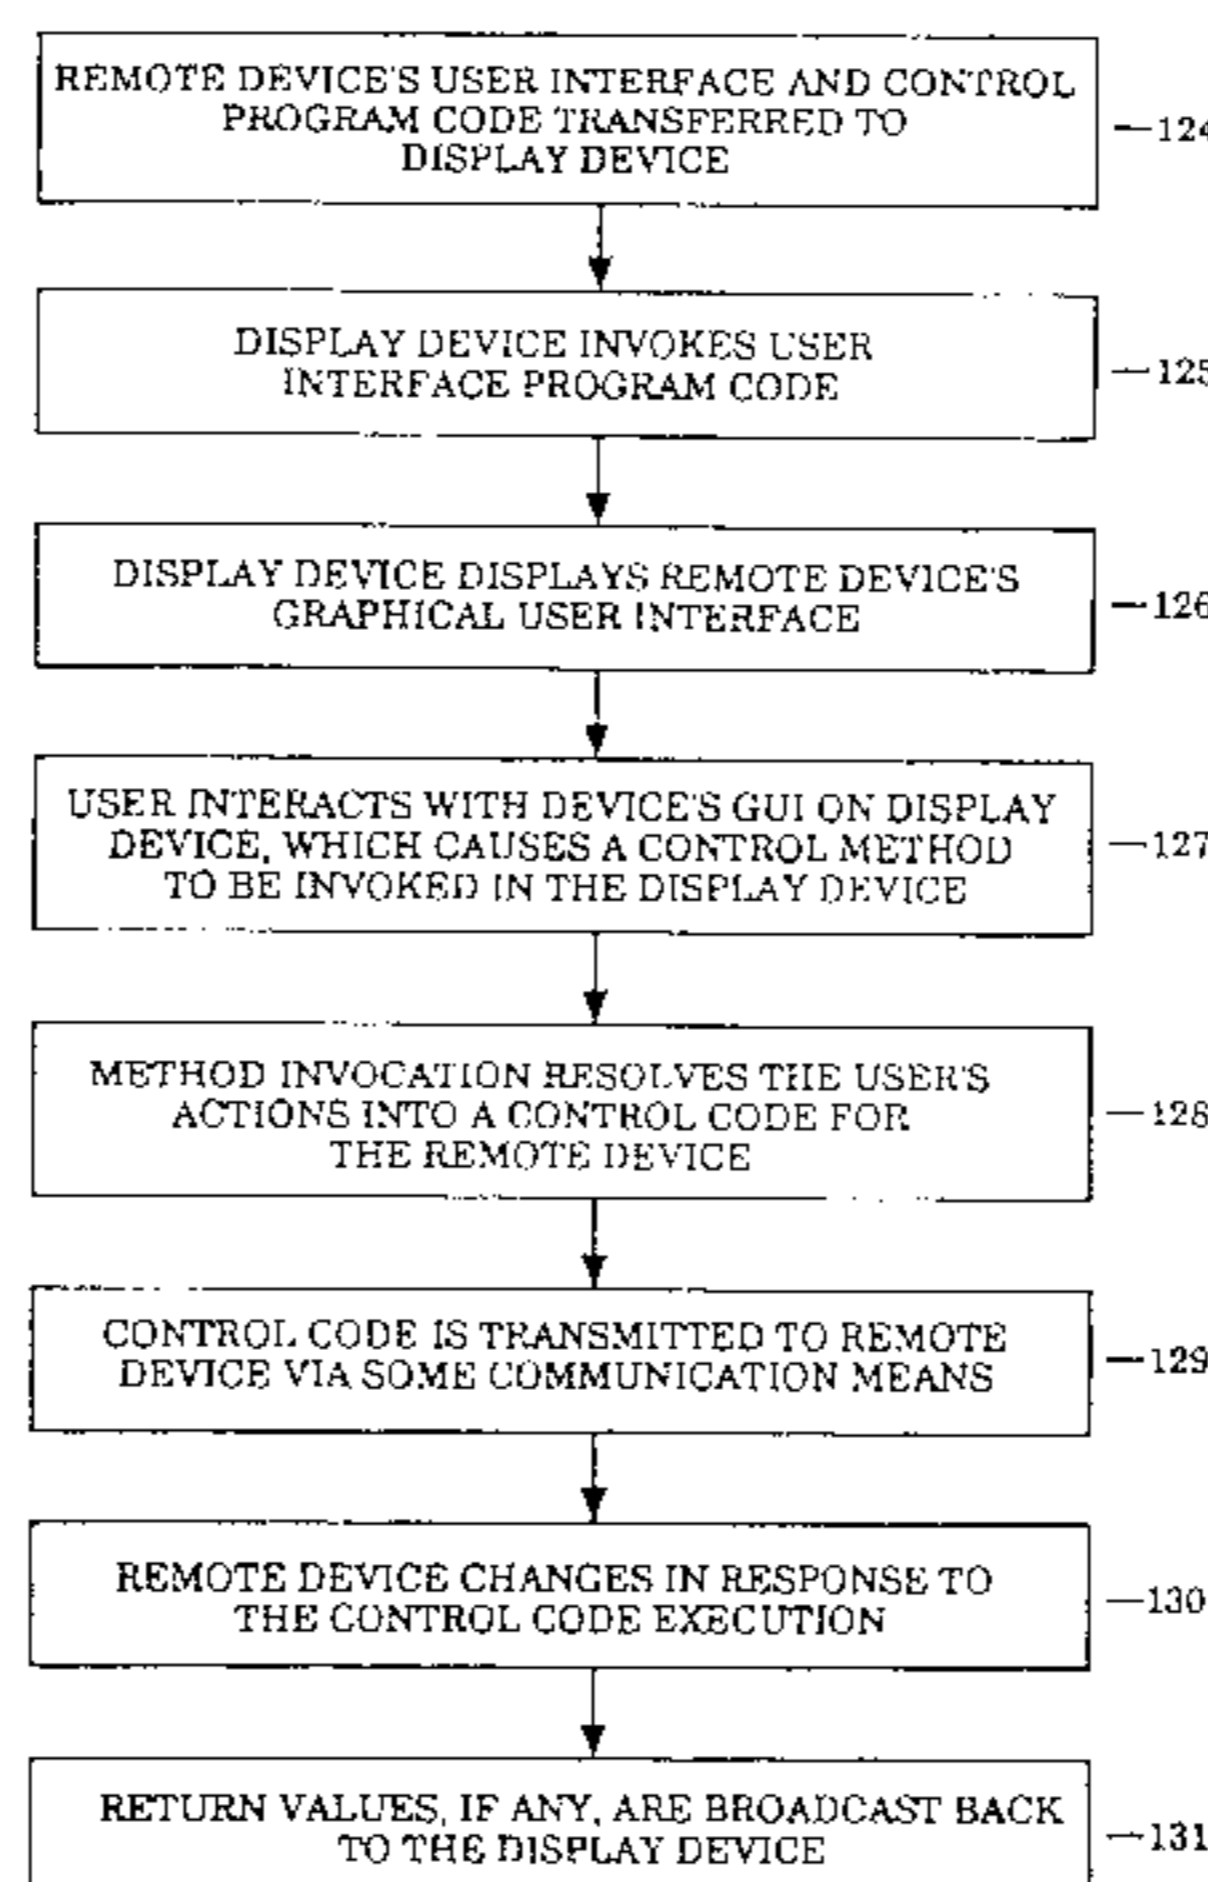 REMOTE DEVICE'S USER INTERFACE AND CONTROL
PROGRAM CODE TRANSFERRED TO
DISPLAY DEVICE
—124
DISPLAY DEVICE INVOKES USER
INTERFACE PROGRAM CODE
—125
DISPLAY DEVICE DISPLAYS REMOTE DEVICE'S
GRAPHICAL USER INTERFACE
—126
USER INTERACTS WITH DEVICE'S GUI ON DISPLAY
DEVICE, WHICH CAUSES A CONTROL METHOD
TO BE INVOKED IN THE DISPLAY DEVICE
—127
METHOD INVOCATION RESOLVES THE USER'S
ACTIONS INTO A CONTROL CODE FOR
THE REMOTE DEVICE
—128
CONTROL CODE IS TRANSMITTED TO REMOTE
DEVICE VIA SOME COMMUNICATION MEANS
—129
REMOTE DEVICE CHANGES IN RESPONSE TO
THE CONTROL CODE EXECUTION
—130
RETURN VALUES, IF ANY, ARE BROADCAST BACK
TO THE DISPLAY DEVICE
—131